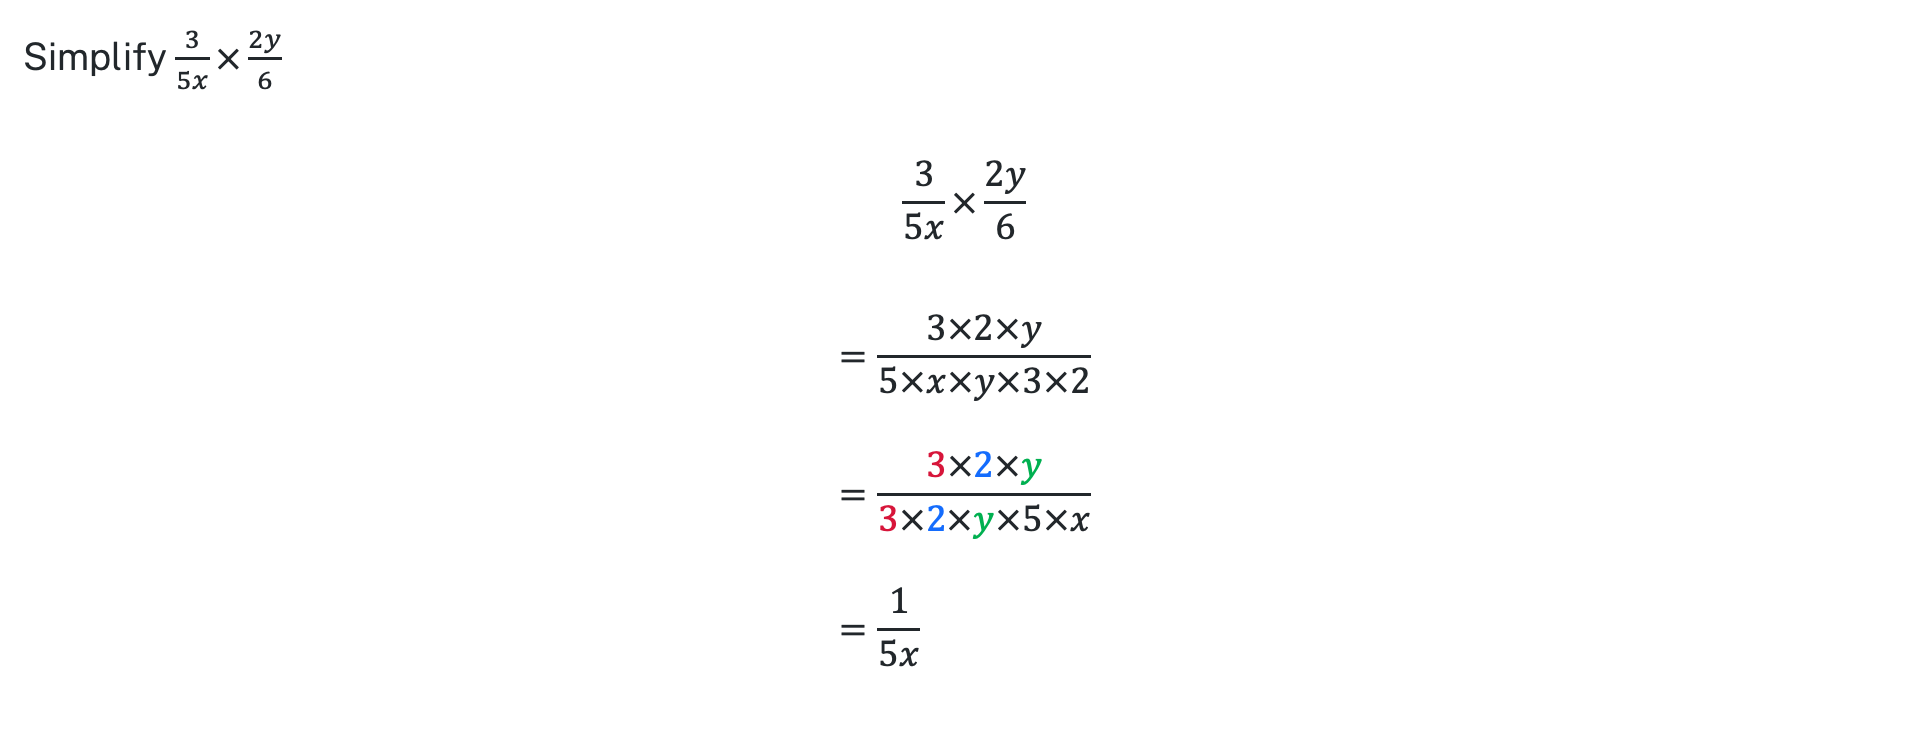 Simplify 3/5x × 2y/6
3/5x × 2y/6
= 3×2×y/5×x×y×3×2
= 3×2×y/3×2×y×5×x
= 1/5x